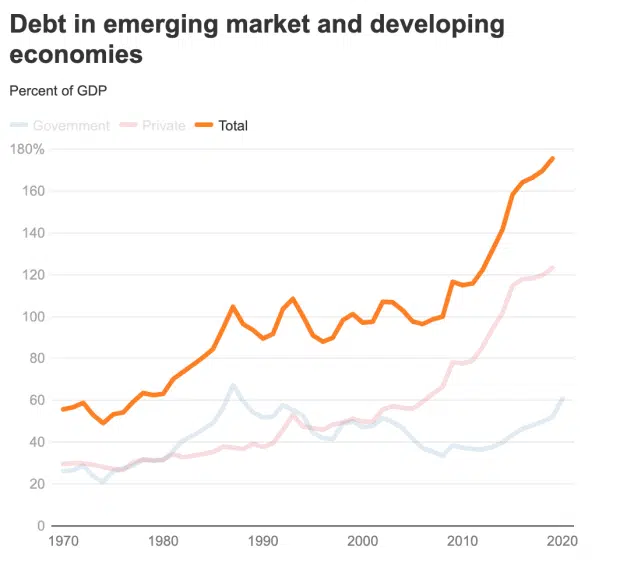 Debt in emerging market and developing
economies
Percent of GDP
Government Private Total
180%
160
140
120
100
80
60
40
20
0
1970 1980 1990 2000 2010 2020